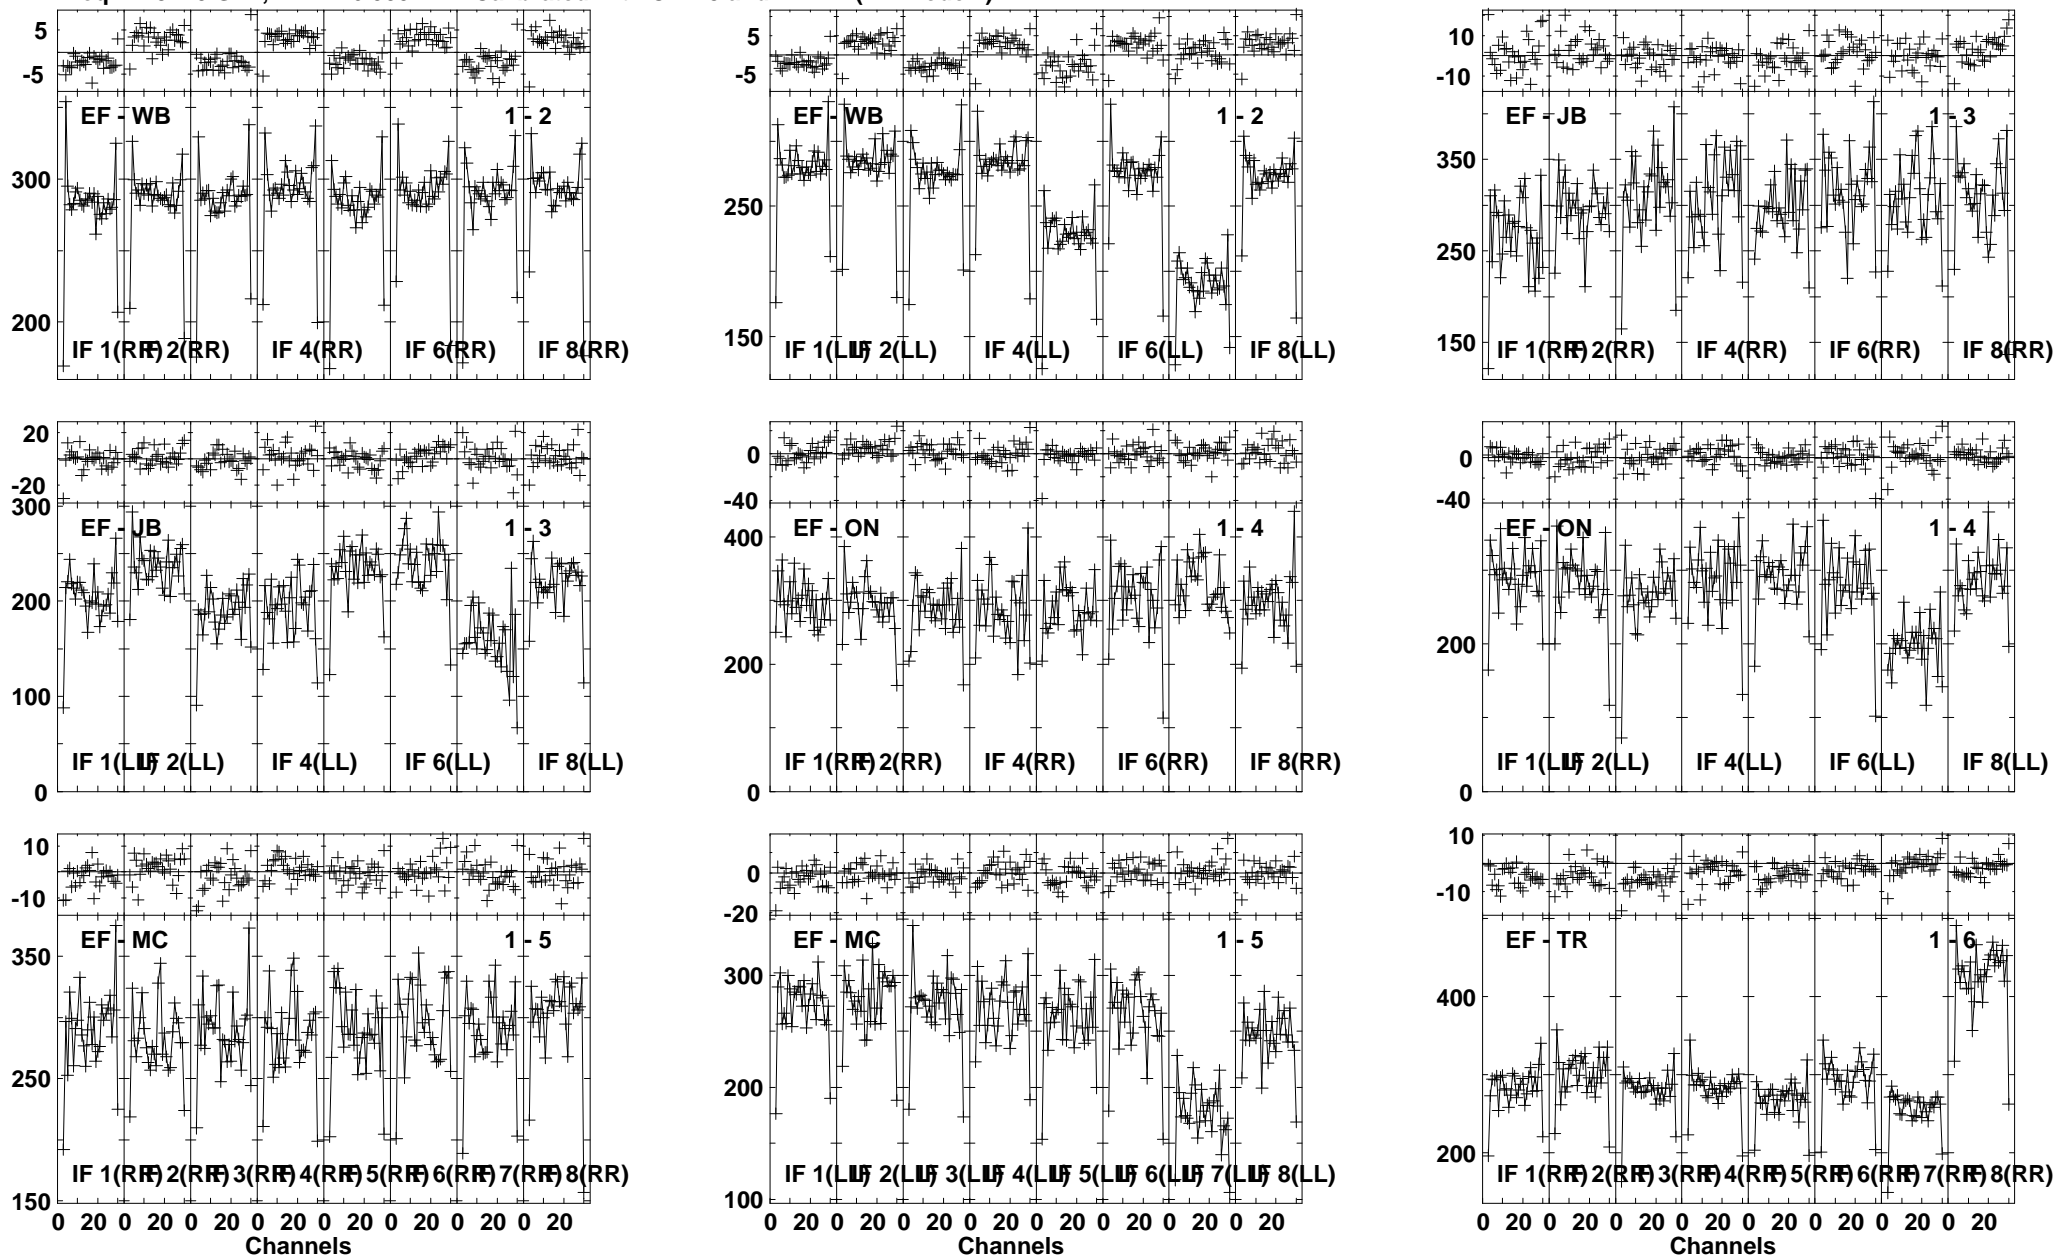 5
-5
EF - WB 1 - 2
300
200
IF 1(RR) IF 2(RR) IF 4(RR) IF 6(RR) IF 8(RR)
5
-5
EF - WB 1 - 2
250
150
IF 1(LL) IF 2(LL) IF 4(LL) IF 6(LL) IF 8(LL)
10
-10
EF - JB 1 - 3
350
250
150
IF 1(RR) IF 2(RR) IF 4(RR) IF 6(RR) IF 8(RR)
20
-20
300
EF - JB 1 - 3
200
100
0
IF 1(LL) IF 2(LL) IF 4(LL) IF 6(LL) IF 8(LL)
0
-40
EF - ON 1 - 4
400
200
0
IF 1(RR) IF 2(RR) IF 4(RR) IF 6(RR) IF 8(RR)
0
-40
EF - ON 1 - 4
200
0
IF 1(LL) IF 2(LL) IF 4(LL) IF 6(LL) IF 8(LL)
10
-10
EF - MC 1 - 5
350
250
150
IF 1(RR) IF 2(RR) IF 3(RR) IF 4(RR) IF 5(RR) IF 6(RR) IF 7(RR) IF 8(RR)
0 20 0 20 0 20 0 20 0 20 0 20 0 20 0 20
Channels
0
-20
EF - MC 1 - 5
300
200
100
IF 1(LL) IF 2(LL) IF 3(LL) IF 4(LL) IF 5(LL) IF 6(LL) IF 7(LL) IF 8(LL)
0 20 0 20 0 20 0 20 0 20 0 20 0 20 0 20
Channels
10
-10
EF - TR 1 - 6
400
200
IF 1(RR) IF 2(RR) IF 3(RR) IF 4(RR) IF 5(RR) IF 6(RR) IF 7(RR) IF 8(RR)
0 20 0 20 0 20 0 20 0 20 0 20 0 20 0 20
Channels